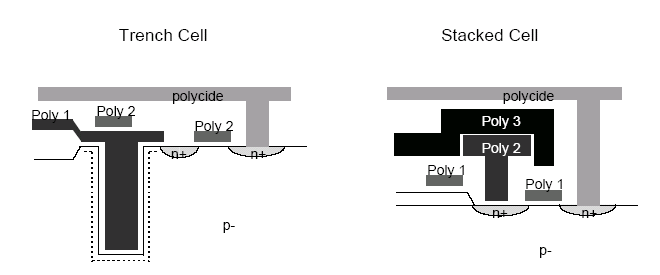 Trench Cell
polycide
Poly 1
Poly 2
Poly 2
n+
n+
p-
Stacked Cell
polycide
Poly 3
Poly 2
Poly 1
Poly 1
n+
n+
p-